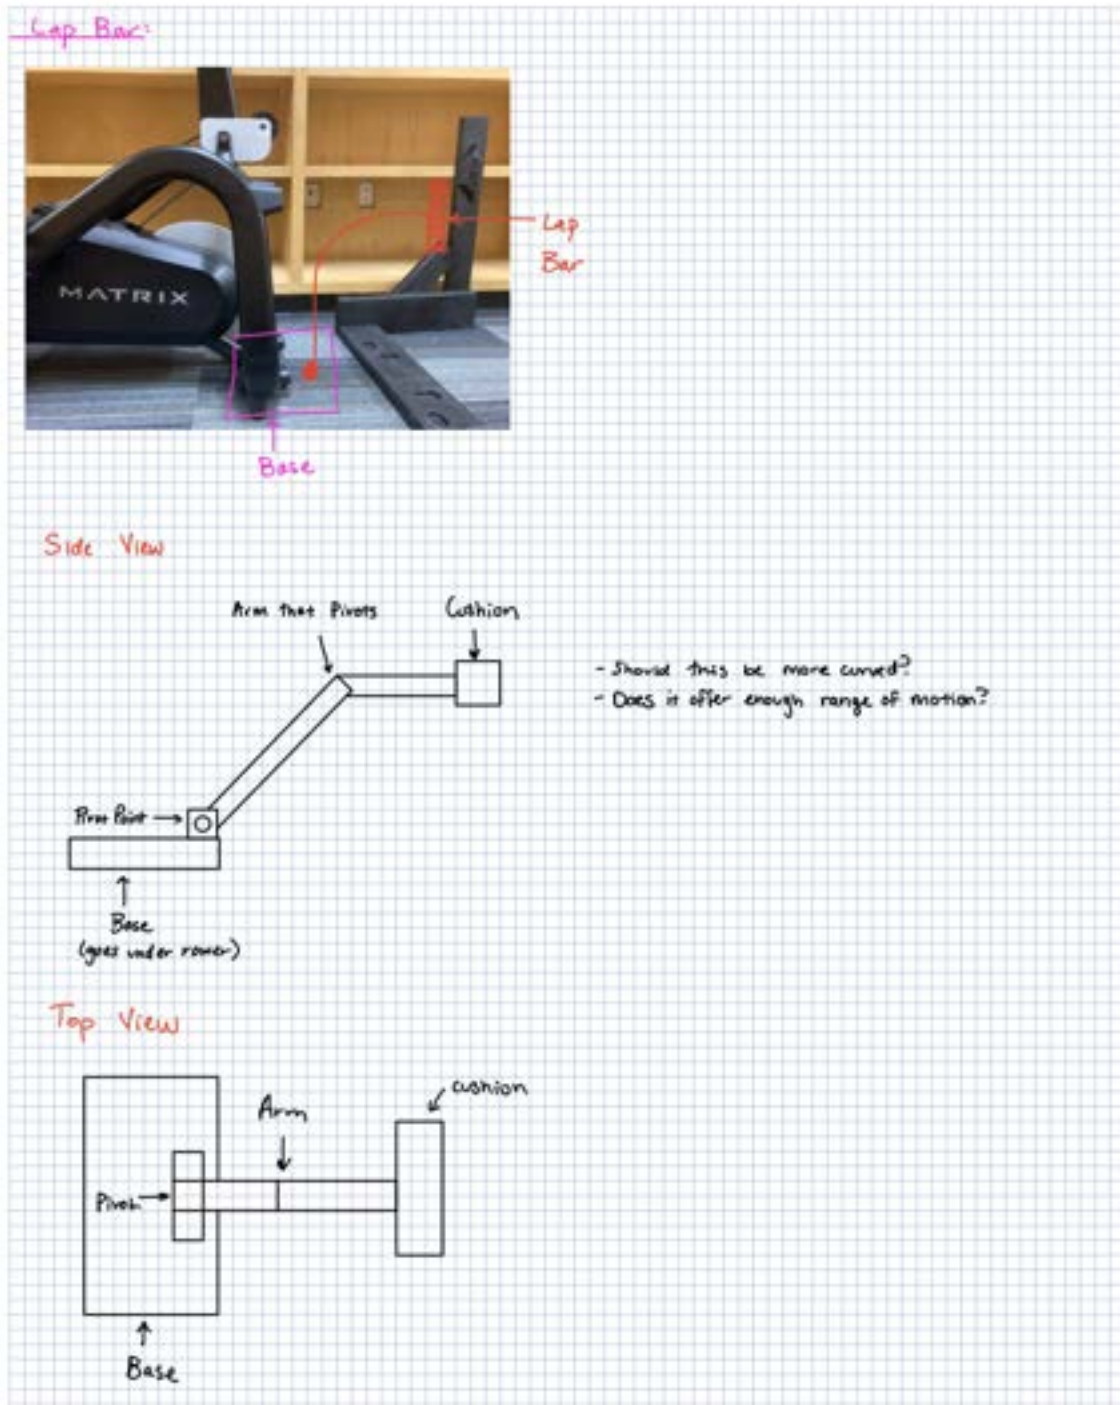 Lap Bar:
MATRIX
Lap
Bar
Base
Side View
Arm that Pivots
Cushion
- Should this be more curved?
- Does it offer enough range of motion?
Pivot Point
Base
(goes under rower)
Top View
cushion
Arm
Pivot
Base